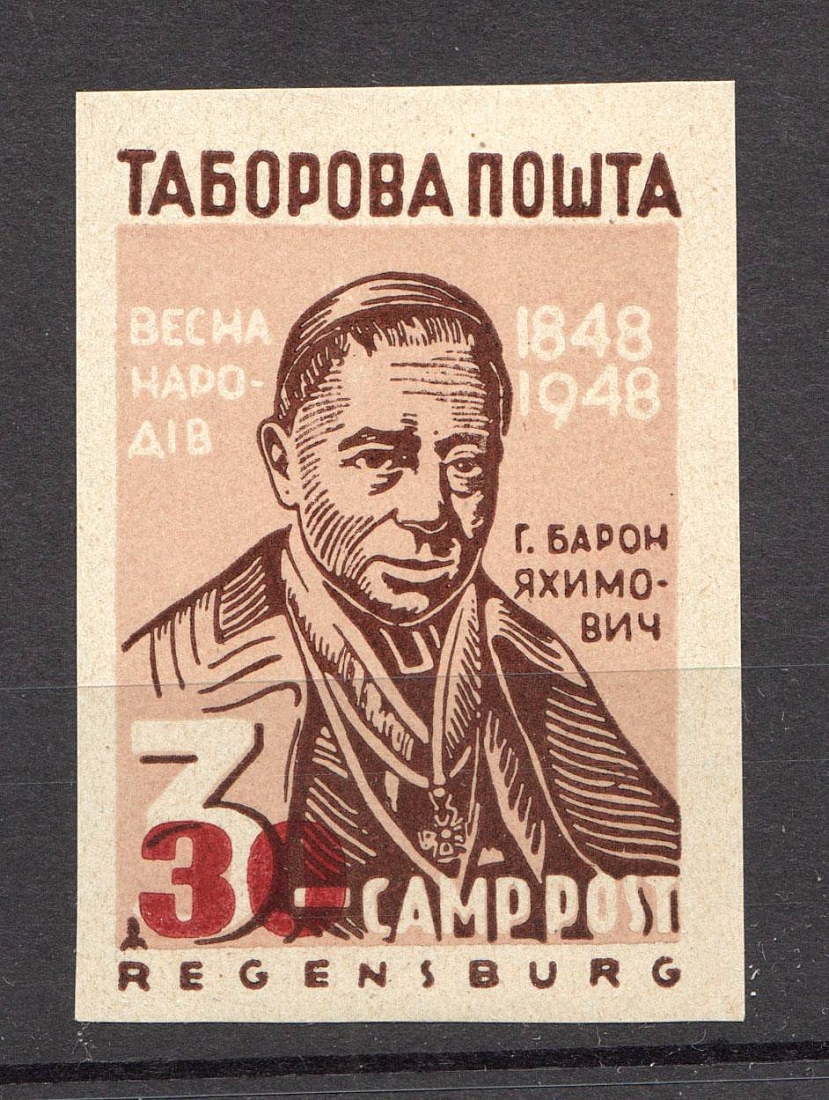 ТАБОРОВА ПОШТА
ВЕСНА
НАРО-
ДІВ
1848
1948
Г. БАРОН
ЯХИМО-
ВИЧ
3.-
30
CAMP POST
REGENSBURG